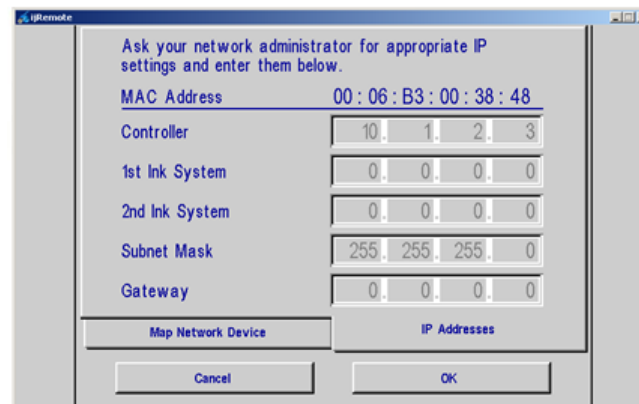 ijRemote
Ask your network administrator for appropriate IP
settings and enter them below.
MAC Address 00 : 06 : B3 : 00 : 38 : 48
Controller 10. 1. 2. 3
1st Ink System 0. 0. 0. 0
2nd Ink System 0. 0. 0. 0
Subnet Mask 255. 255. 255. 0
Gateway 0. 0. 0. 0
Map Network Device IP Addresses
Cancel OK